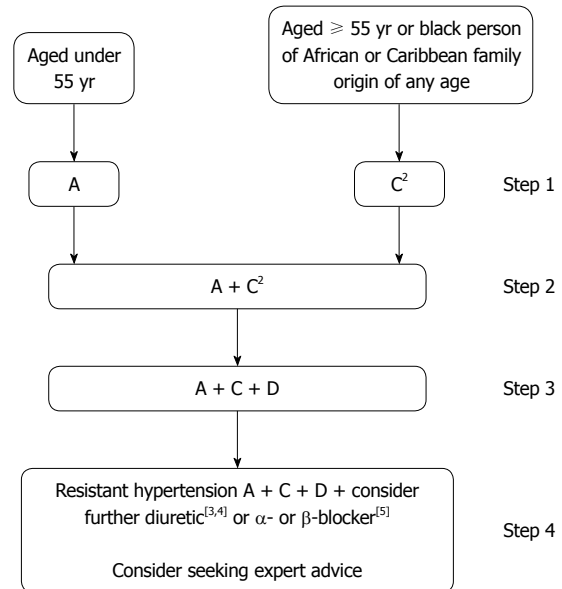 Aged under
55 yr
Aged ≥ 55 yr or black person
of African or Caribbean family
origin of any age
A
C²
Step 1
A + C²
Step 2
A + C + D
Step 3
Resistant hypertension A + C + D + consider
further diuretic[3,4] or α- or β-blocker[5]
Consider seeking expert advice
Step 4